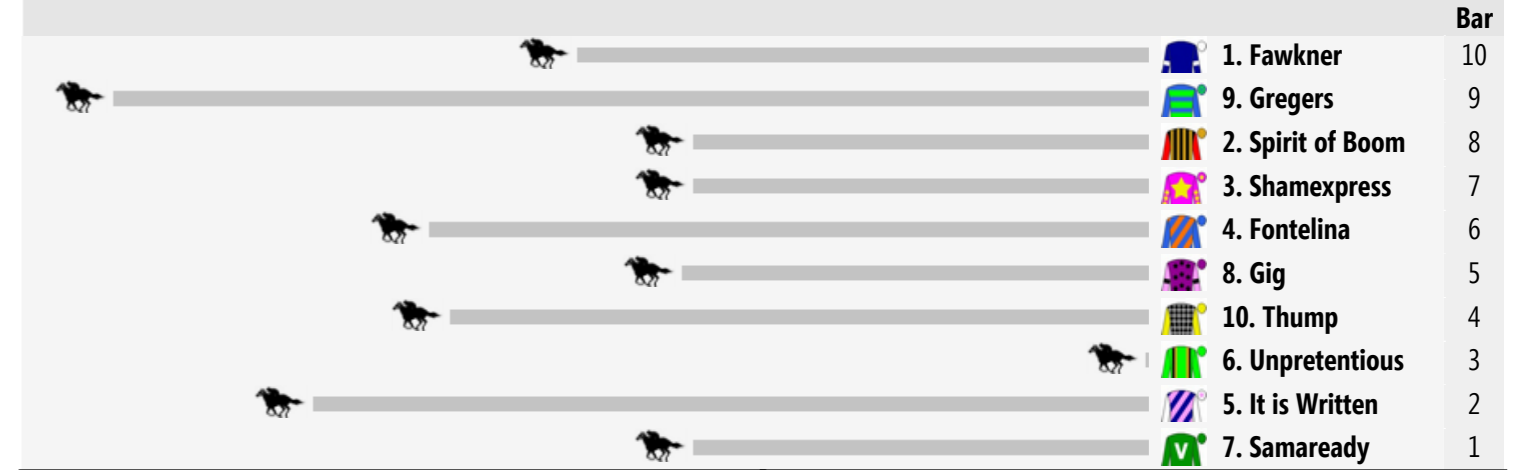 Bar
1. Fawkner 10
9. Gregers 9
2. Spirit of Boom 8
3. Shamexpress 7
4. Fontelina 6
8. Gig 5
10. Thump 4
6. Unpretentious 3
5. It is Written 2
V 7. Samaready 1